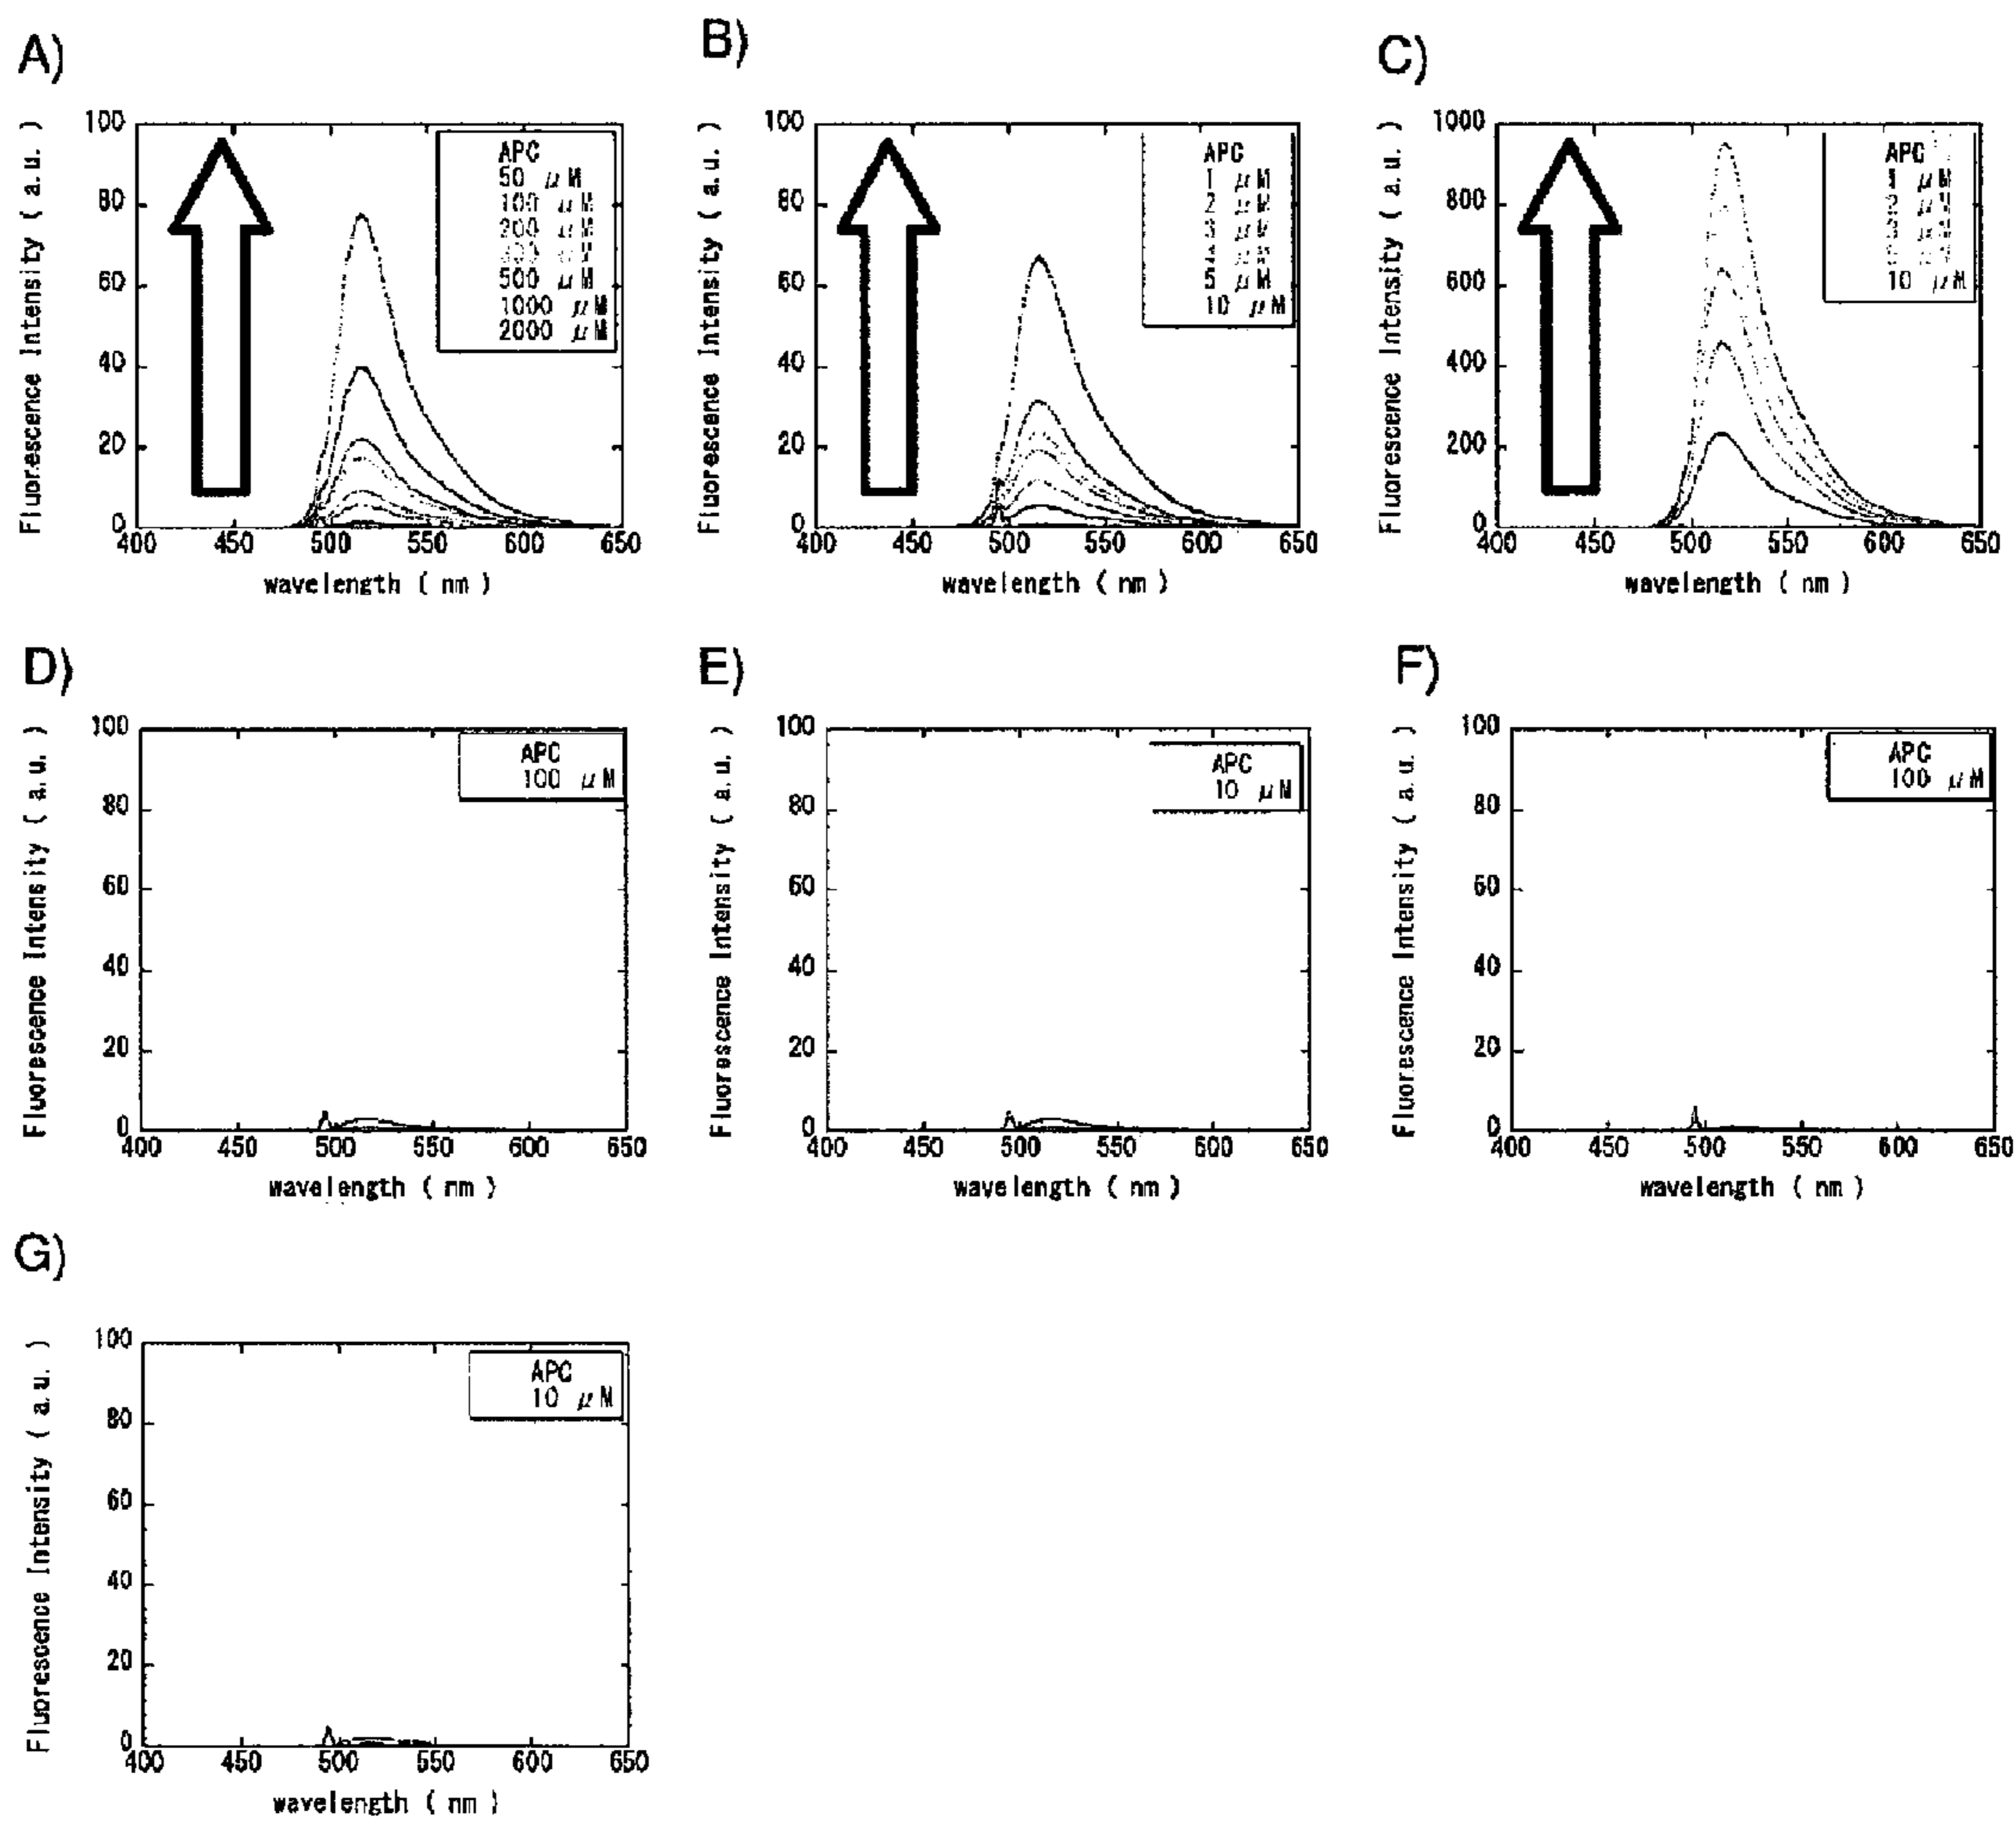 A)
Fluorescence Intensity ( a.u. )
100
80
60
40
20
0
APC
50 μM
100 μM
200 μM
500 μM
1000 μM
2000 μM
400 450 500 550 600 650
wavelength ( nm )
B)
Fluorescence Intensity ( a.u. )
100
80
60
40
20
0
APC
1 μM
2 μM
3 μM
4 μM
5 μM
10 μM
400 450 500 550 600 650
wavelength ( nm )
C)
Fluorescence Intensity ( a.u. )
1000
800
600
400
200
0
APC
μM
μM
μM
10 μM
400 450 500 550 600 650
wavelength ( nm )
D)
Fluorescence Intensity ( a.u. )
100
80
60
40
20
0
APC
100 μM
400 450 500 550 600 650
wavelength ( nm )
E)
Fluorescence Intensity ( a.u. )
100
80
60
40
20
0
APC
10 μM
400 450 500 550 600 650
wavelength ( nm )
F)
Fluorescence Intensity ( a.u. )
100
80
60
40
20
0
APC
100 μM
400 450 500 550 600 650
wavelength ( nm )
G)
Fluorescence Intensity ( a.u. )
100
80
60
40
20
0
APC
10 μM
400 450 500 550 600 650
wavelength ( nm )